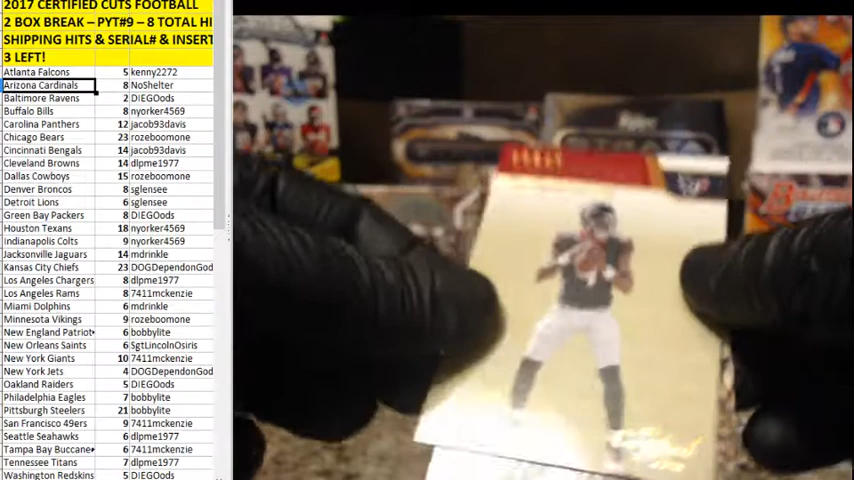 2017 CERTIFIED CUTS FOOTBALL
2 BOX BREAK – PYT#9 – 8 TOTAL HI
SHIPPING HITS & SERIAL# & INSERT
3 LEFT!
Atlanta Falcons 5 kenny2272
Arizona Cardinals 8 NoShelter
Baltimore Ravens 2 DIEGOods
Buffalo Bills 8 nyorker4569
Carolina Panthers 12 jacob93davis
Chicago Bears 23 rozeboomone
Cincinnati Bengals 14 jacob93davis
Cleveland Browns 14 dlpme1977
Dallas Cowboys 15 rozeboomone
Denver Broncos 8 sglensee
Detroit Lions 6 sglensee
Green Bay Packers 8 DIEGOods
Houston Texans 18 nyorker4569
Indianapolis Colts 9 nyorker4569
Jacksonville Jaguars 14 mdrinkle
Kansas City Chiefs 23 DOGDependonGod
Los Angeles Chargers 8 dlpme1977
Los Angeles Rams 8 7411mckenzie
Miami Dolphins 6 mdrinkle
Minnesota Vikings 9 rozeboomone
New England Patriot 6 bobbylite
New Orleans Saints 6 SgtLincolnOsiris
New York Giants 10 7411mckenzie
New York Jets 4 DOGDependonGod
Oakland Raiders 5 DIEGOods
Philadelphia Eagles 7 bobbylite
Pittsburgh Steelers 21 bobbylite
San Francisco 49ers 9 7411mckenzie
Seattle Seahawks 6 dlpme1977
Tampa Bay Buccane 6 7411mckenzie
Tennessee Titans 7 dlpme1977
Washington Redskins 5 DIEGOods
topps
4